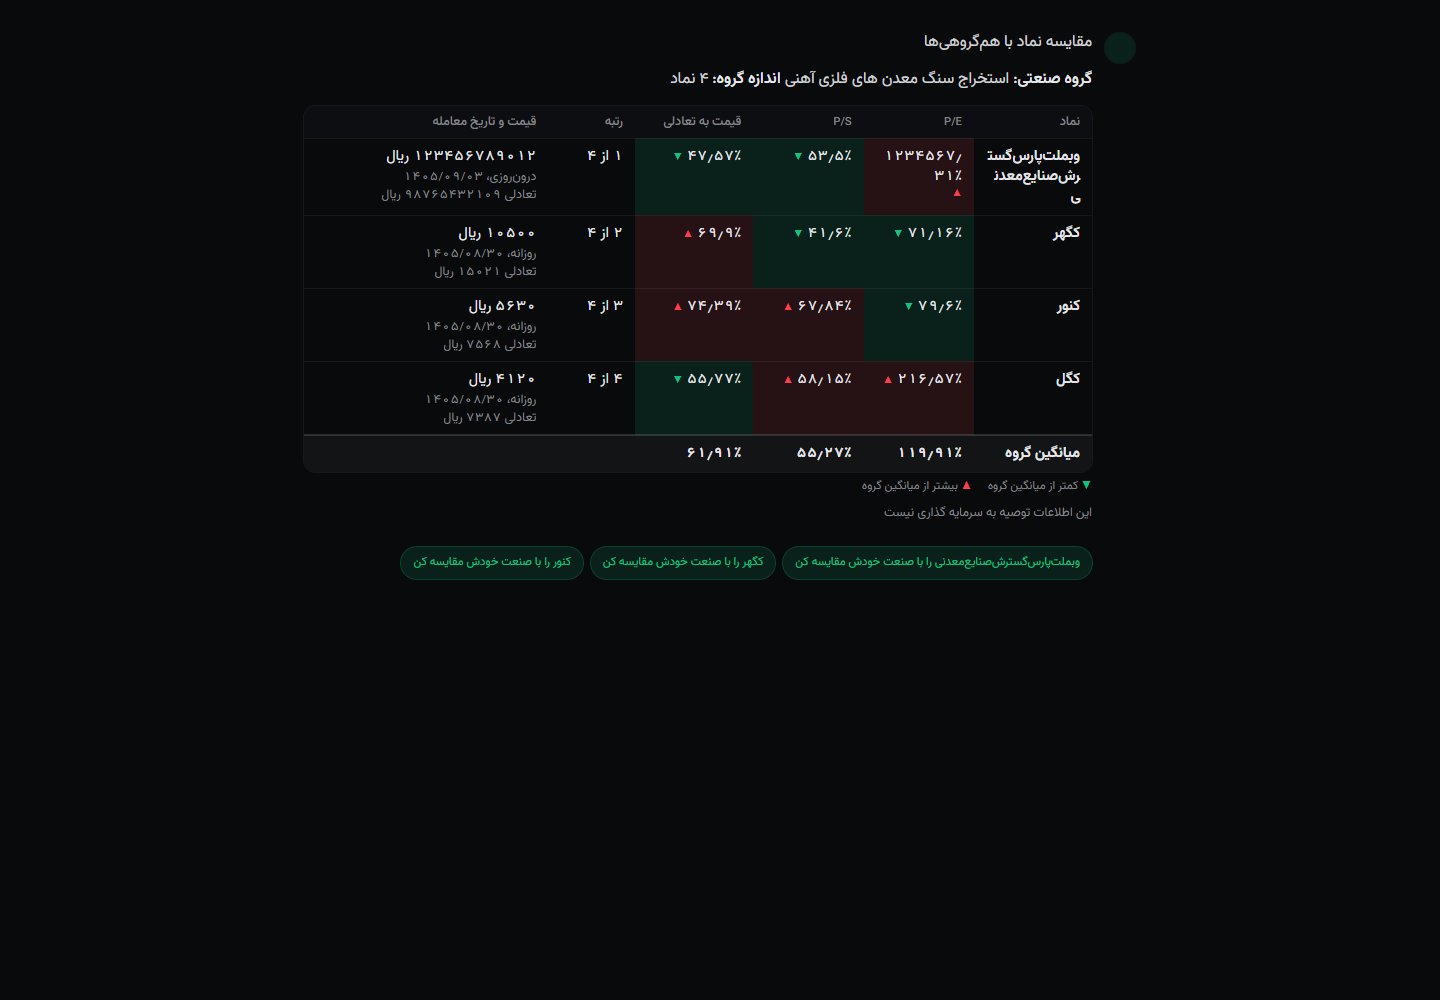 مقایسه نماد با هم‌گروهی‌ها
گروه صنعتی: استخراج سنگ معدن های فلزی آهنی اندازه گروه: ۴ نماد
نماد P/E P/S قیمت به تعادلی رتبه قیمت و تاریخ معامله
وبملت‌پارس‌گست
رش‌صنایع‌معدن
ی
۱۲۳۴۵۶۷٫
۳۱٪
▲
۵۳٫۵٪ ▼
۴۷٫۵۷٪ ▼
۱ از ۴
۱۲۳۴۵۶۷۸۹۰۱۲ ریال
درون‌روزی، ۱۴۰۵/۰۹/۰۳
تعادلی ۹۸۷۶۵۴۳۲۱۰۹ ریال
کگهر ۷۱٫۱۶٪ ▼ ۴۱٫۶٪ ▼ ۶۹٫۹٪ ▲ ۲ از ۴ ۱۰۵۰۰ ریال
روزانه، ۱۴۰۵/۰۸/۳۰
تعادلی ۱۵۰۲۱ ریال
کنور ۷۹٫۶٪ ▼ ۶۷٫۸۴٪ ▲ ۷۴٫۳۹٪ ▲ ۳ از ۴ ۵۶۳۰ ریال
روزانه، ۱۴۰۵/۰۸/۳۰
تعادلی ۷۵۶۸ ریال
کگل ۲۱۶٫۵۷٪ ▲ ۵۸٫۱۵٪ ▲ ۵۵٫۷۷٪ ▼ ۴ از ۴ ۴۱۲۰ ریال
روزانه، ۱۴۰۵/۰۸/۳۰
تعادلی ۷۳۸۷ ریال
میانگین گروه ۱۱۹٫۹۱٪ ۵۵٫۲۷٪ ۶۱٫۹۱٪
▼ کمتر از میانگین گروه ▲ بیشتر از میانگین گروه
این اطلاعات توصیه به سرمایه گذاری نیست
وبملت‌پارس‌گسترش‌صنایع‌معدنی را با صنعت خودش مقایسه کن
کگهر را با صنعت خودش مقایسه کن
کنور را با صنعت خودش مقایسه کن